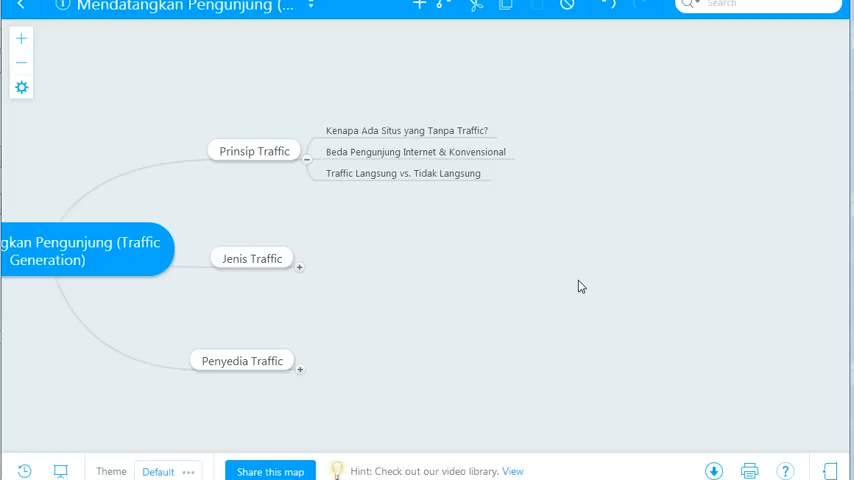 Mendatangkan Pengunjung (...
Search
Kenapa Ada Situs yang Tanpa Traffic?
Prinsip Traffic
Beda Pengunjung Internet & Konvensional
Traffic Langsung vs. Tidak Langsung
gkan Pengunjung (Traffic
Generation)
Jenis Traffic
Penyedia Traffic
Theme
Default
Share this map
Hint: Check out our video library. View